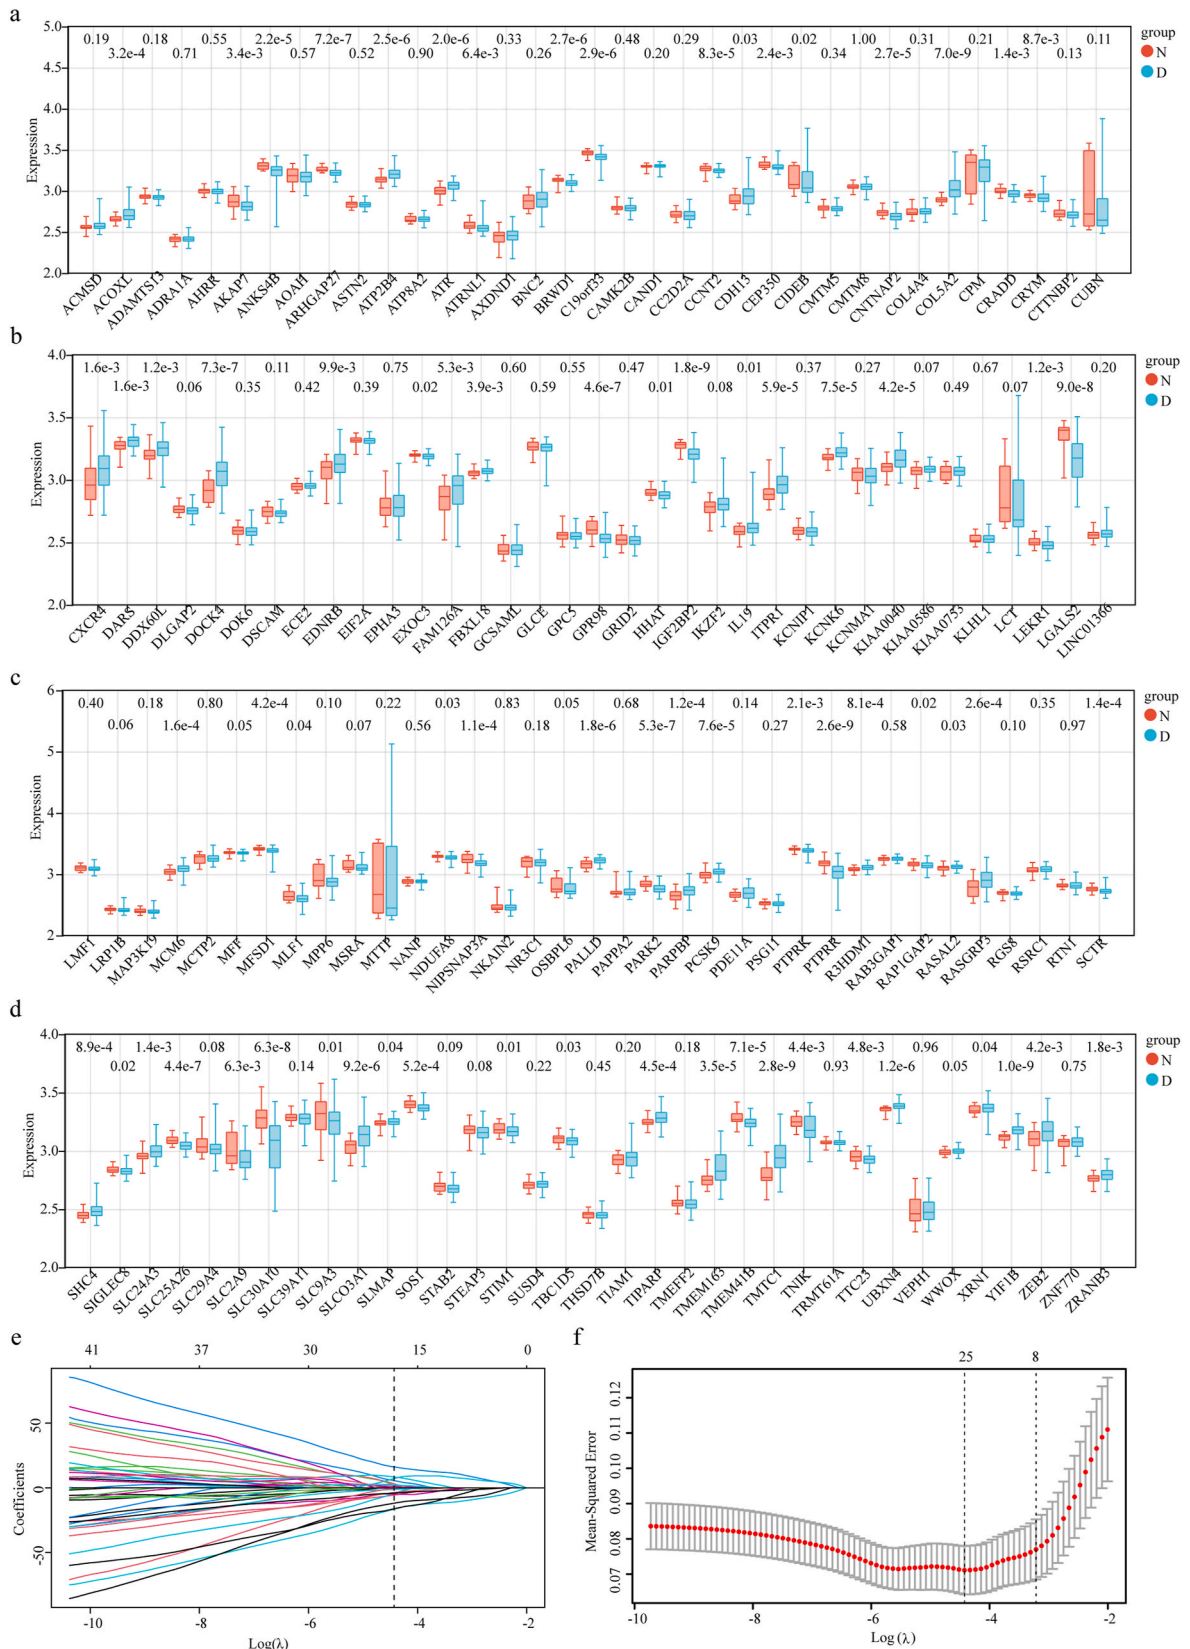 a
0.19 0.18 0.55 2.2e-5 7.2e-7 2.5e-6 2.0e-6 0.33 2.7e-6 0.48 0.29 0.03 0.02 1.00 0.31 0.21 8.7e-3 0.11
3.2e-4 0.71 3.4e-3 0.57 0.52 0.90 6.4e-3 0.26 2.9e-6 0.20 8.3e-5 2.4e-3 0.34 2.7e-5 7.0e-9 1.4e-3 0.13
group
N
D
Expression
5.0
4.5
4.0
3.5
3.0
2.5
2.0
ACMSD ACOXL ADAMTS13 ADRA1A AHRR AKAP7 ANKS4B AOAH ARHGAP27 ASTN2 ATP2B4 ATP8A2 ATR ATRNL1 AXDND1 BNC2 BRWD1 C19orf33 CAMK2B CAND1 CC2D2A CCNT2 CDH13 CEP350 CIDEB CMTM5 CMTM8 CNTNAP2 COL4A4 COL5A2 CPM CRADD CRYM CTTNBP2 CUBN
b
1.6e-3 1.2e-3 7.3e-7 0.11 9.9e-3 0.75 5.3e-3 0.60 0.55 0.47 1.8e-9 0.01 0.37 0.27 0.07 0.67 1.2e-3 0.20
1.6e-3 0.06 0.35 0.42 0.39 0.02 3.9e-3 0.59 4.6e-7 0.01 0.08 5.9e-5 7.5e-5 4.2e-5 0.49 0.07 9.0e-8
group
N
D
Expression
4.0
3.5
3.0
2.5
2.0
CXCR4 DARS DDX60L DLGAP2 DOCK4 DOK6 DSCAM ECE2 EDNRB EIF2A EPHA3 EXOC3 FAM126A FBXL18 GCSAML GLCE GPC5 GPR98 GRID2 HHAT IGF2BP2 IKZF2 IL19 ITPR1 KCNIP1 KCNK6 KCNMA1 KIAA0040 KIAA0586 KIAA0753 KLHL1 LCT LEKR1 LGALS2 LINC01366
c
0.40 0.18 0.80 4.2e-4 0.10 0.22 0.03 0.83 0.05 0.68 1.2e-4 0.14 2.1e-3 8.1e-4 0.02 2.6e-4 0.35 1.4e-4
0.06 1.6e-4 0.05 0.04 0.07 0.56 1.1e-4 0.18 1.8e-6 5.3e-7 7.6e-5 0.27 2.6e-9 0.58 0.03 0.10 0.97
group
N
D
Expression
6
5
4
3
2
LMF1 LRP1B MAP3K19 MCM6 MCTP2 MFF MFSD1 MLF1 MPP6 MSRA MTTP NANP NDUFA8 NIPSNAP3A NKAIN2 NR3C1 OSBPL6 PALLD PAPPA2 PARK2 PARPBP PCSK9 PDE11A PSG11 PTPRK PTPRR R3HDM1 RAB3GAP1 RAP1GAP2 RASAL2 RASGRP3 RGS8 RSRC1 RTN1 SCTR
d
8.9e-4 1.4e-3 0.08 6.3e-8 0.01 0.04 0.09 0.01 0.03 0.20 0.18 7.1e-5 4.4e-3 4.8e-3 0.96 0.04 4.2e-3 1.8e-3
0.02 4.4e-7 6.3e-3 0.14 9.2e-6 5.2e-4 0.08 0.22 0.45 4.5e-4 3.5e-5 2.8e-9 0.93 1.2e-6 0.05 1.0e-9 0.75
group
N
D
Expression
4.0
3.5
3.0
2.5
2.0
SHC4 SIGLEC8 SLC24A3 SLC25A26 SLC29A4 SLC2A9 SLC30A10 SLC39A11 SLC9A3 SLCO3A1 SLMAP SOS1 STAB2 STEAP3 STIM1 SUSD4 TBC1D5 THSD7B TIAM1 TIPARP TMEFF2 TMEM163 TMEM41B TMTC1 TNIK TRMT61A TTC23 UBXN4 VEPH1 WWOX XRN1 YIF1B ZEB2 ZNF770 ZRANB3
e
41 37 30 15 0
Coefficients
50
0
-50
-10 -8 -6 -4 -2
Log(λ)
f
25 8
Mean-Squared Error
0.12
0.11
0.10
0.09
0.08
0.07
-10 -8 -6 -4 -2
Log (λ)